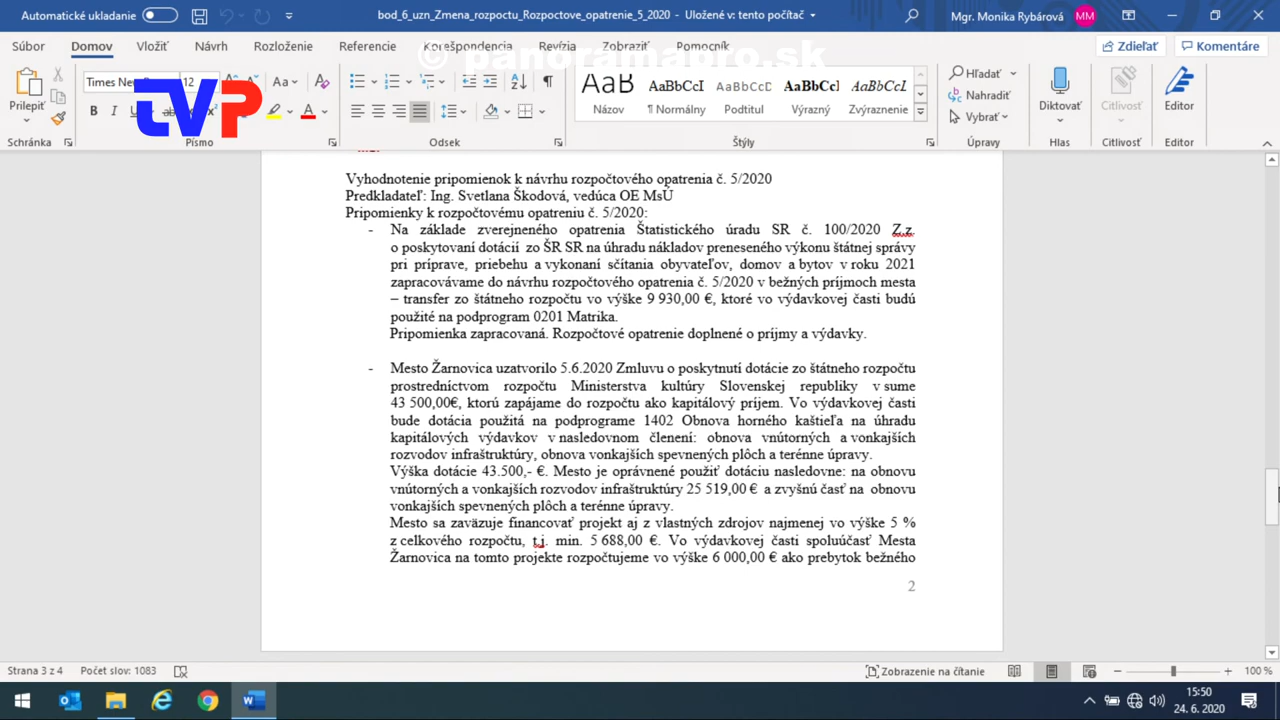 Automatické ukladanie
bod_6_uzn_Zmena_rozpoctu_Rozpoctove_opatrenie_5_2020 - Uložené v: tento počítač
Mgr. Monika Rybárová MM
Súbor Domov Vložiť Návrh Rozloženie Referencie Korešpondencia Revízia Zobraziť Pomocník
Zdieľať Komentáre
© panoramapro.sk
tvP
Prilepiť
Times New 12
B I U ab x²
Aa
A
AaB AaBbCcI AaBbCcD AaBbCcI AaBbCcI
Názov ¶ Normálny Podtitul Výrazný Zvýraznenie
Hľadať
Nahradiť
Vybrať
Diktovať Citlivosť Editor
Schránka Písmo Odsek Štýly Úpravy Hlas Citlivosť Editor
Vyhodnotenie pripomienok k návrhu rozpočtového opatrenia č. 5/2020
Predkladateľ: Ing. Svetlana Škodová, vedúca OE MsÚ
Pripomienky k rozpočtovému opatreniu č. 5/2020:
- Na základe zverejneného opatrenia Štatistického úradu SR č. 100/2020 Z.z.
o poskytovaní dotácií zo ŠR SR na úhradu nákladov preneseného výkonu štátnej správy
pri príprave, priebehu a vykonaní sčítania obyvateľov, domov a bytov v roku 2021
zapracovávame do návrhu rozpočtového opatrenia č. 5/2020 v bežných príjmoch mesta
– transfer zo štátneho rozpočtu vo výške 9 930,00 €, ktoré vo výdavkovej časti budú
použité na podprogram 0201 Matrika.
Pripomienka zapracovaná. Rozpočtové opatrenie doplnené o príjmy a výdavky.
- Mesto Žarnovica uzatvorilo 5.6.2020 Zmluvu o poskytnutí dotácie zo štátneho rozpočtu
prostredníctvom rozpočtu Ministerstva kultúry Slovenskej republiky v sume
43 500,00€, ktorú zapájame do rozpočtu ako kapitálový príjem. Vo výdavkovej časti
bude dotácia použitá na podprograme 1402 Obnova horného kaštieľa na úhradu
kapitálových výdavkov v nasledovnom členení: obnova vnútorných a vonkajších
rozvodov infraštruktúry, obnova vonkajších spevnených plôch a terénne úpravy.
Výška dotácie 43.500,- €. Mesto je oprávnené použiť dotáciu nasledovne: na obnovu
vnútorných a vonkajších rozvodov infraštruktúry 25 519,00 € a zvyšnú časť na obnovu
vonkajších spevnených plôch a terénne úpravy.
Mesto sa zaväzuje financovať projekt aj z vlastných zdrojov najmenej vo výške 5 %
z celkového rozpočtu, t.j. min. 5 688,00 €. Vo výdavkovej časti spoluúčasť Mesta
Žarnovica na tomto projekte rozpočtujeme vo výške 6 000,00 € ako prebytok bežného
2
Strana 3 z 4 Počet slov: 1083
Zobrazenie na čítanie
100 %
15:50
24. 6. 2020